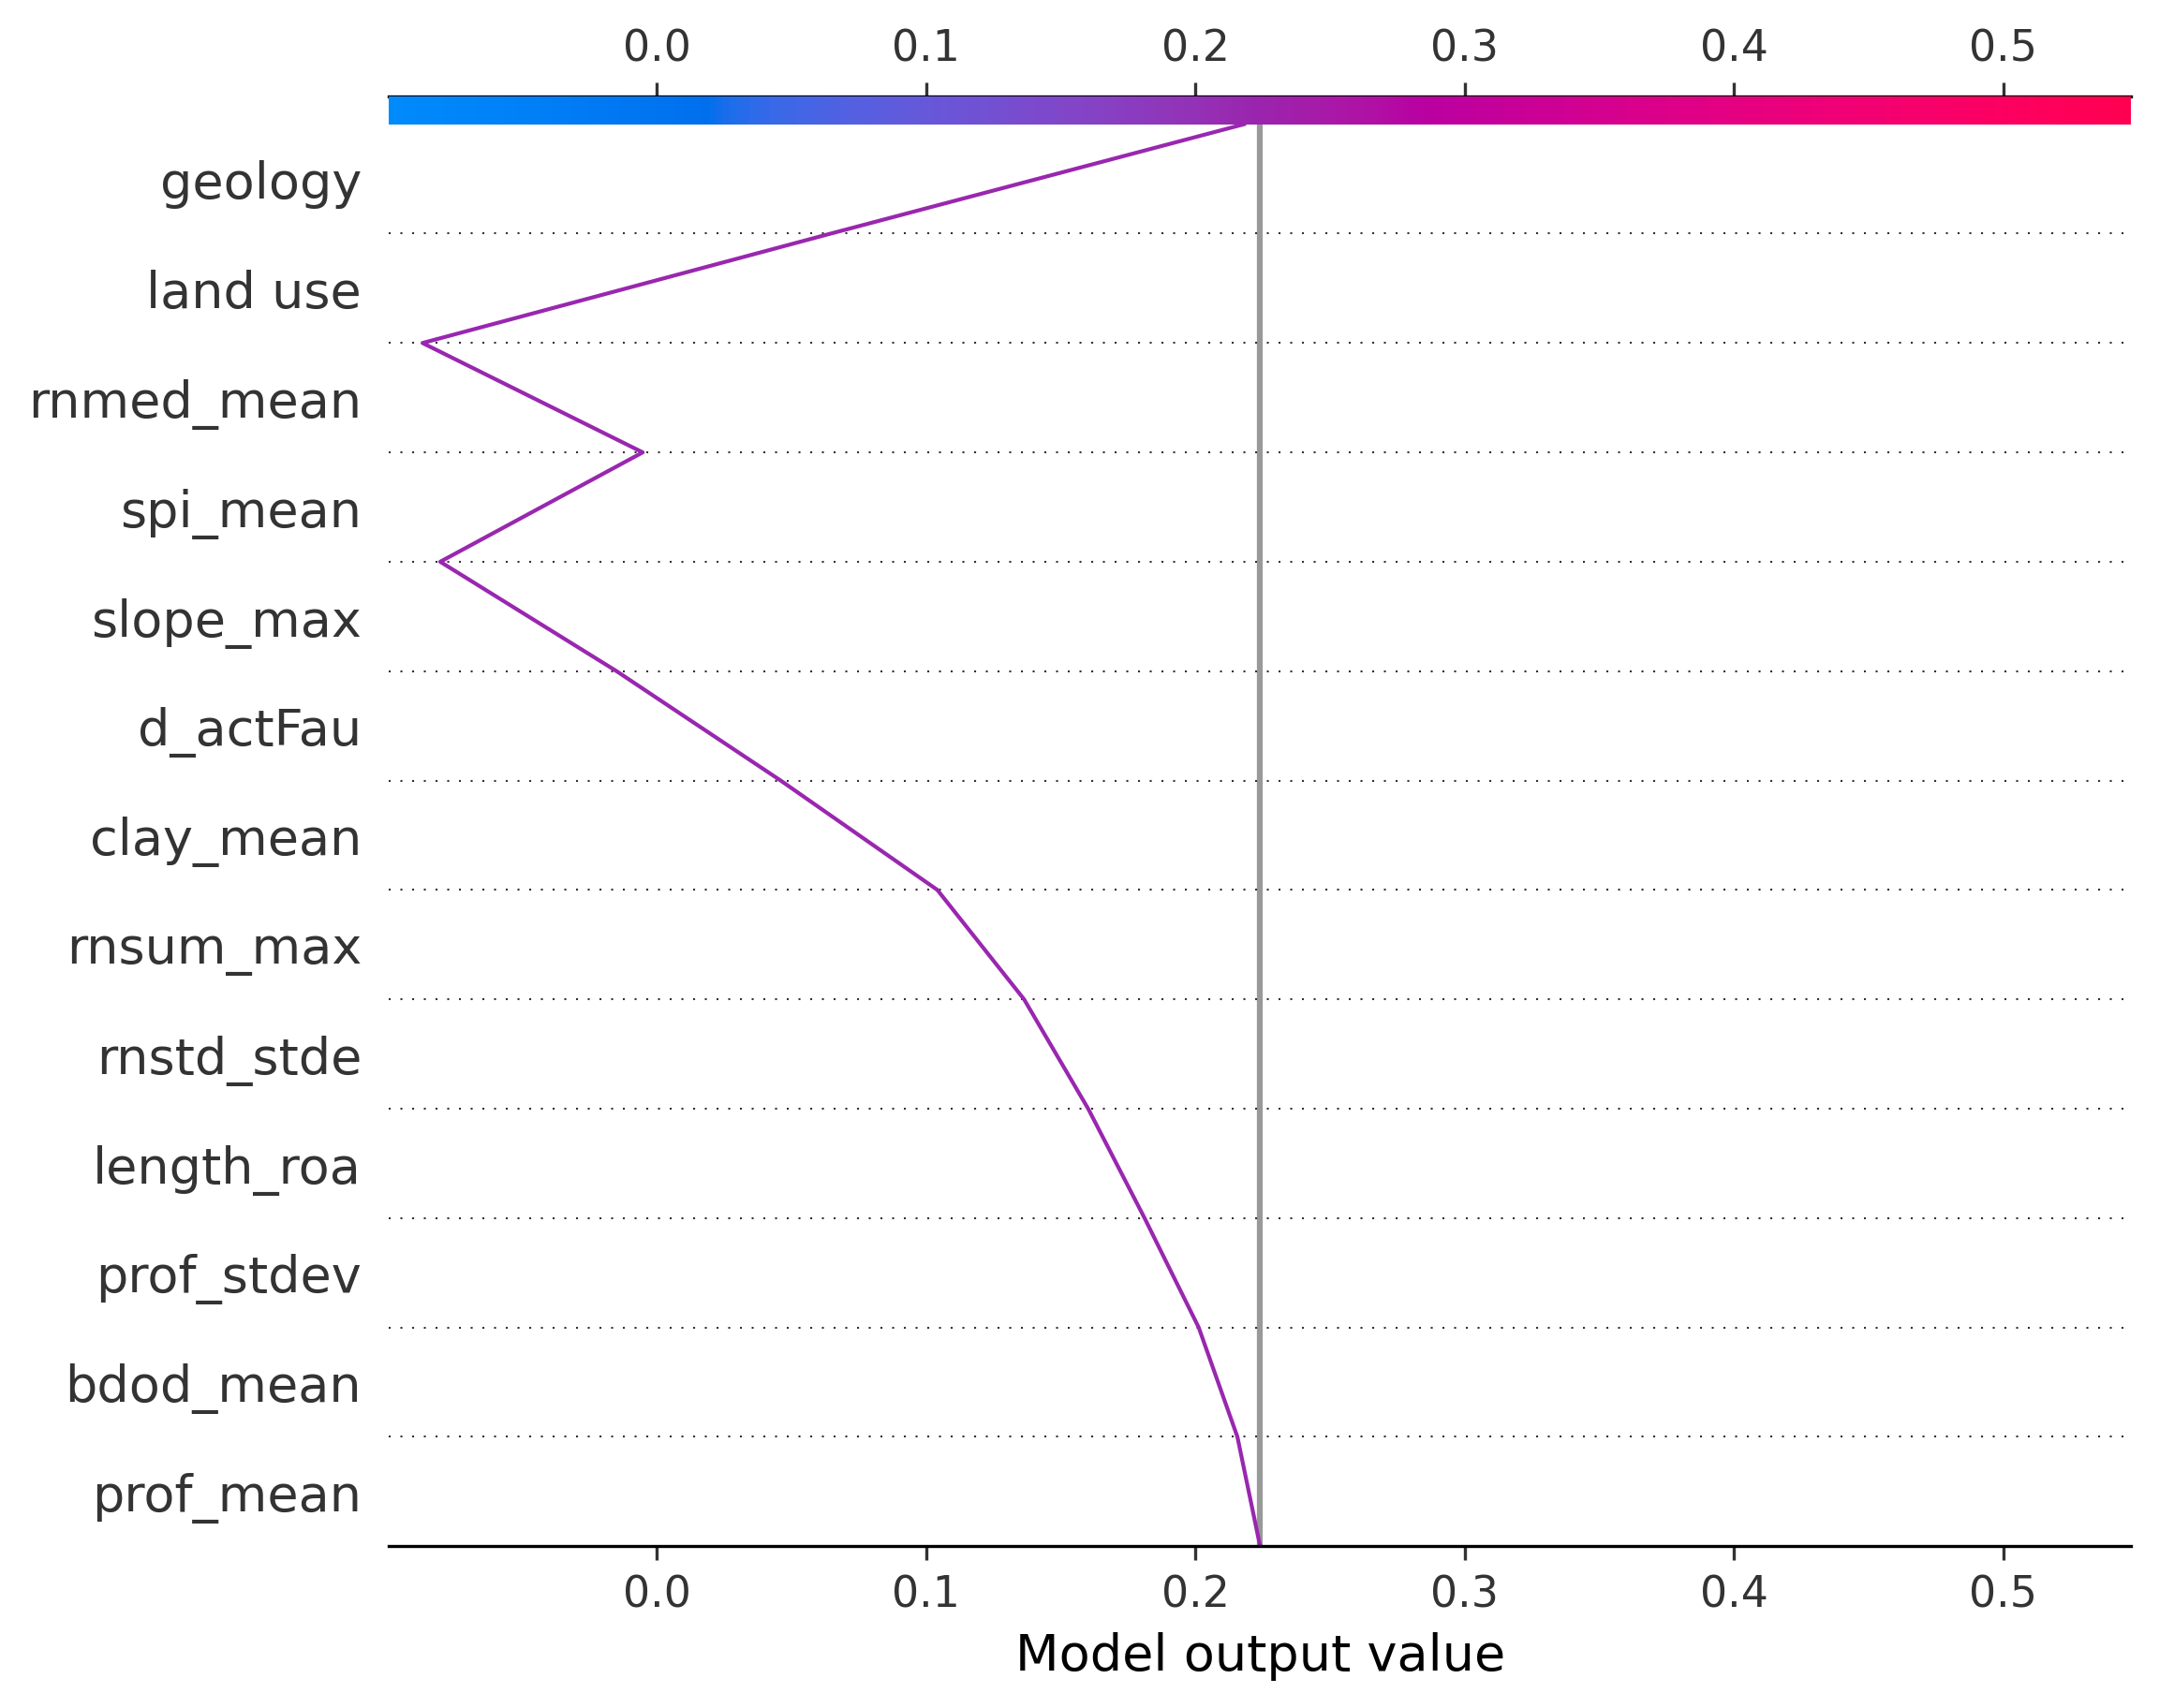 0.0 0.1 0.2 0.3 0.4 0.5
geology
land use
rnmed_mean
spi_mean
slope_max
d_actFau
clay_mean
rnsum_max
rnstd_stde
length_roa
prof_stdev
bdod_mean
prof_mean
0.0 0.1 0.2 0.3 0.4 0.5
Model output value